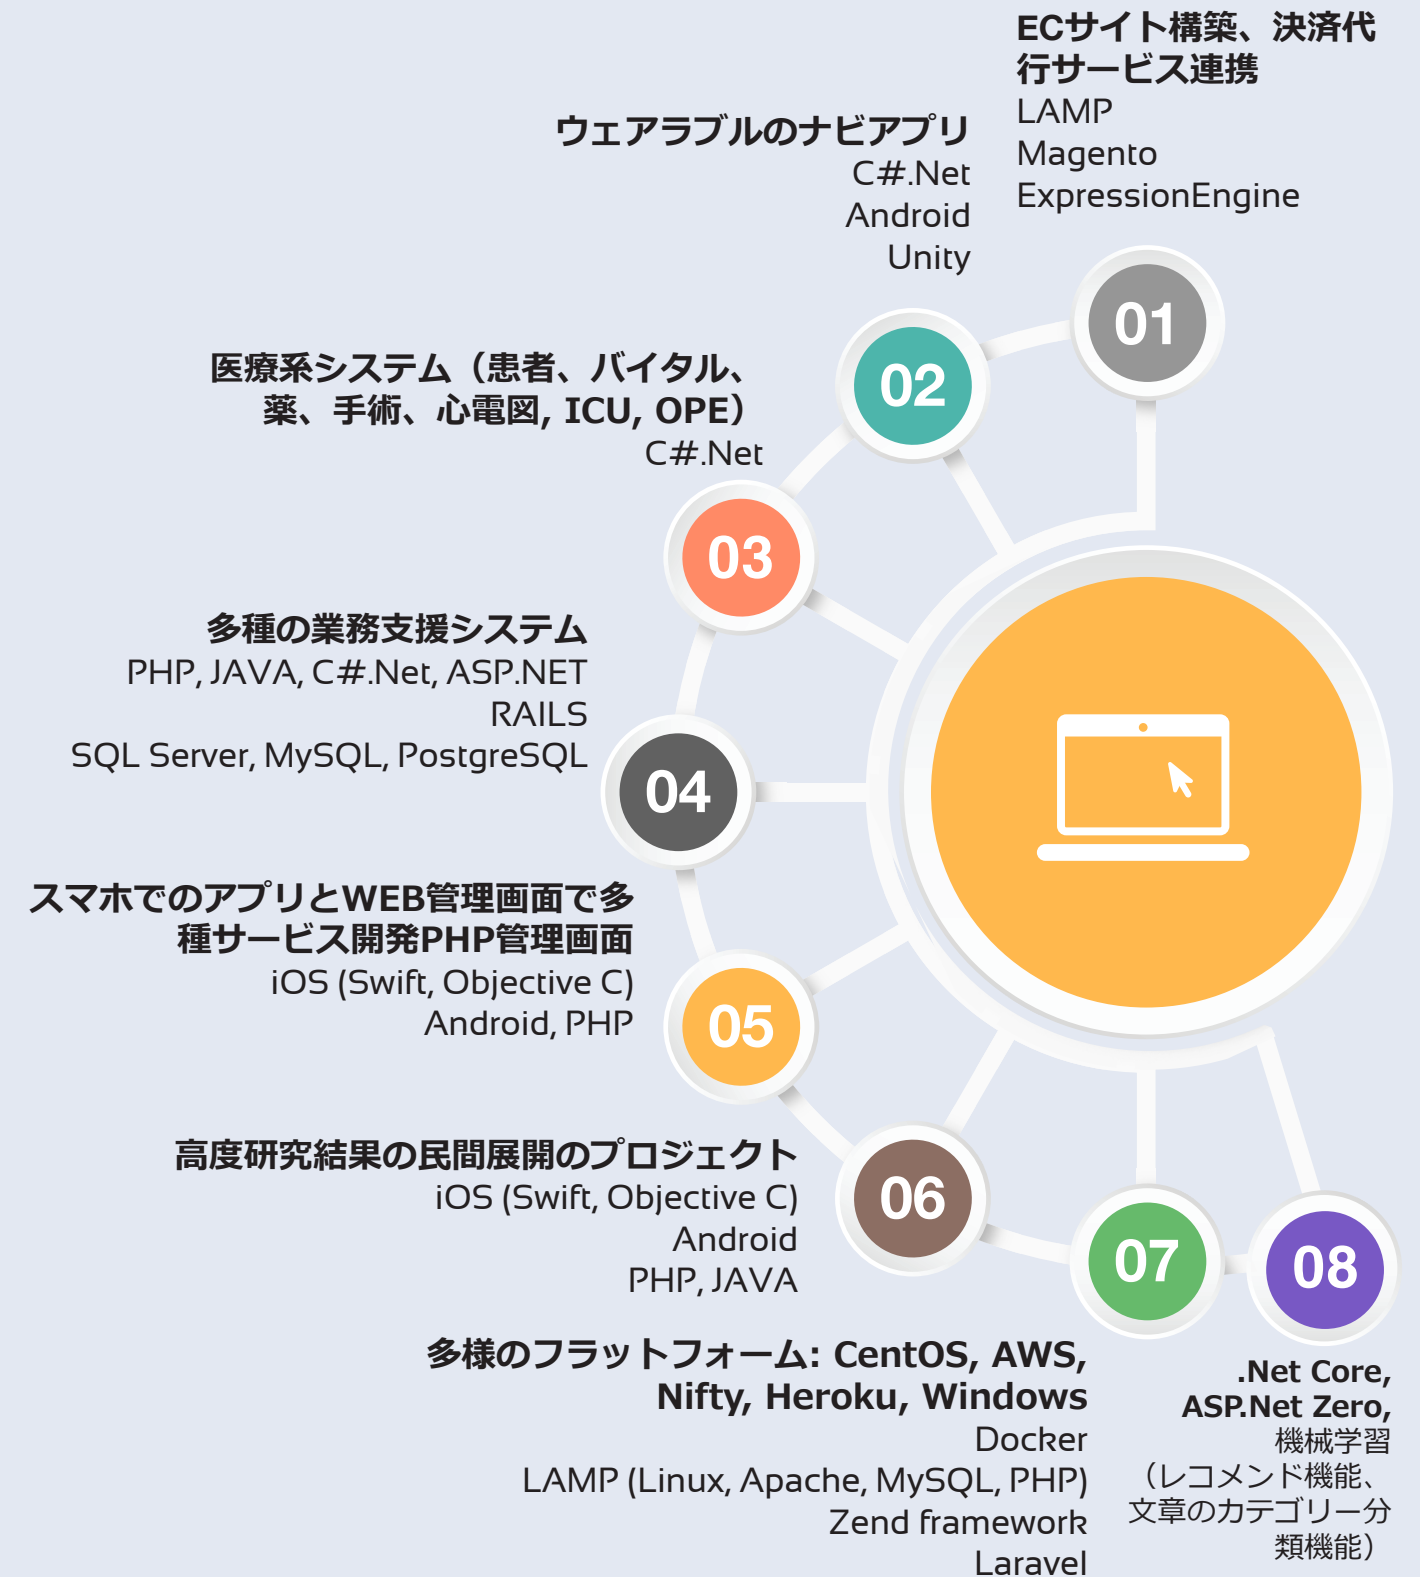 ECサイト構築、決済代
行サービス連携
LAMP
Magento
ExpressionEngine
01
ウェアラブルのナビアプリ
C#.Net
Android
Unity
02
医療系システム（患者、バイタル、
薬、手術、心電図, ICU, OPE）
C#.Net
03
多種の業務支援システム
PHP, JAVA, C#.Net, ASP.NET
RAILS
SQL Server, MySQL, PostgreSQL
04
スマホでのアプリとWEB管理画面で多
種サービス開発PHP管理画面
iOS (Swift, Objective C)
Android, PHP
05
高度研究結果の民間展開のプロジェクト
iOS (Swift, Objective C)
Android
PHP, JAVA
06
多様のフラットフォーム: CentOS, AWS,
Nifty, Heroku, Windows
Docker
LAMP (Linux, Apache, MySQL, PHP)
Zend framework
Laravel
07
08
.Net Core,
ASP.Net Zero,
機械学習
（レコメンド機能、
文章のカテゴリー分
類機能）